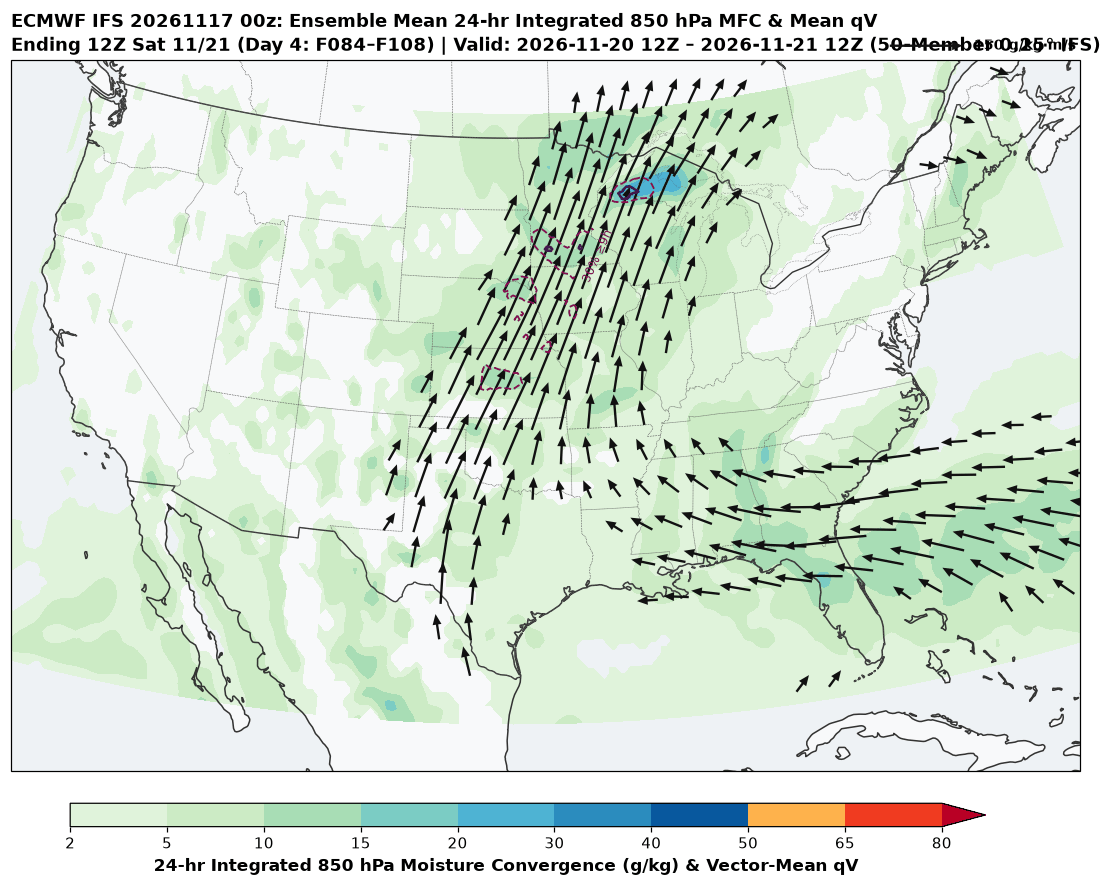 ECMWF IFS 20261117 00z: Ensemble Mean 24-hr Integrated 850 hPa MFC & Mean qV
Ending 12Z Sat 11/21 (Day 4: F084–F108) | Valid: 2026-11-20 12Z – 2026-11-21 12Z (50-Member 0.25° IFS)
2 5 10 15 20 30 40 50 65 80
24-hr Integrated 850 hPa Moisture Convergence (g/kg) & Vector-Mean qV